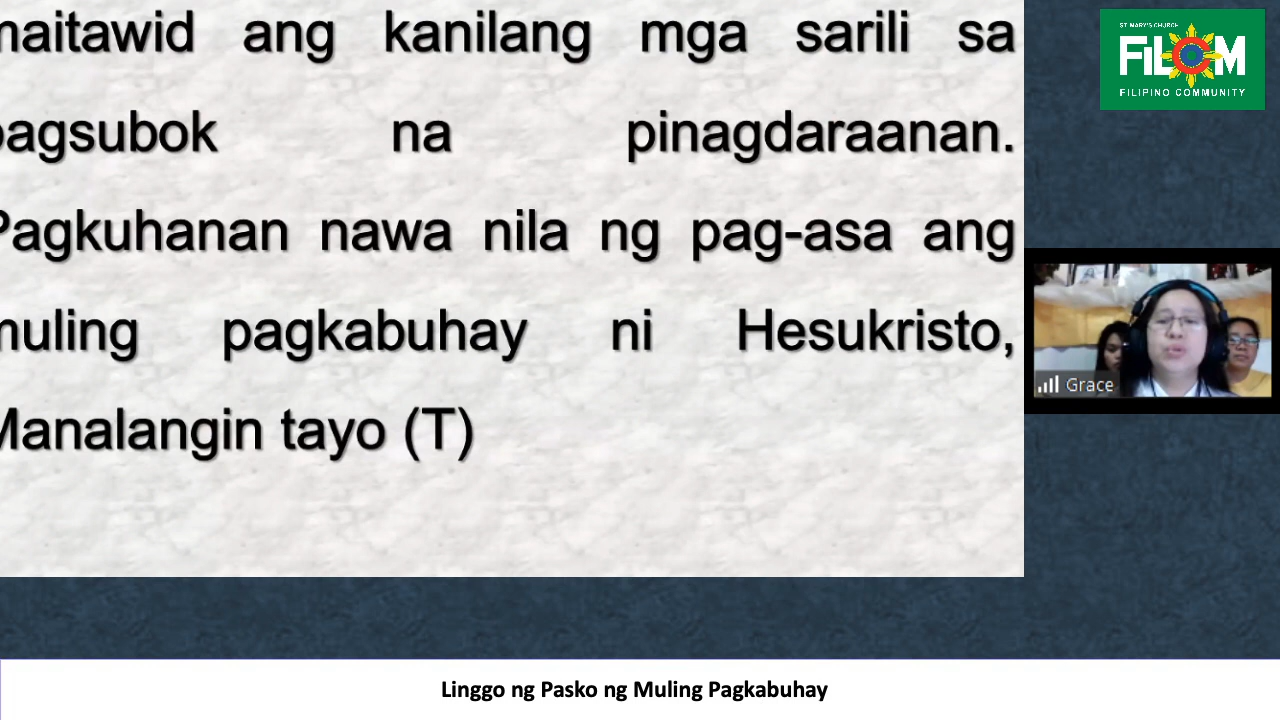 maitawid ang kanilang mga sarili sa
pagsubok na pinagdaraanan.
Pagkuhanan nawa nila ng pag-asa ang
muling pagkabuhay ni Hesukristo,
Manalangin tayo (T)
ST MARY'S CHURCH
FILCOM
FILIPINO COMMUNITY
Grace
Linggo ng Pasko ng Muling Pagkabuhay